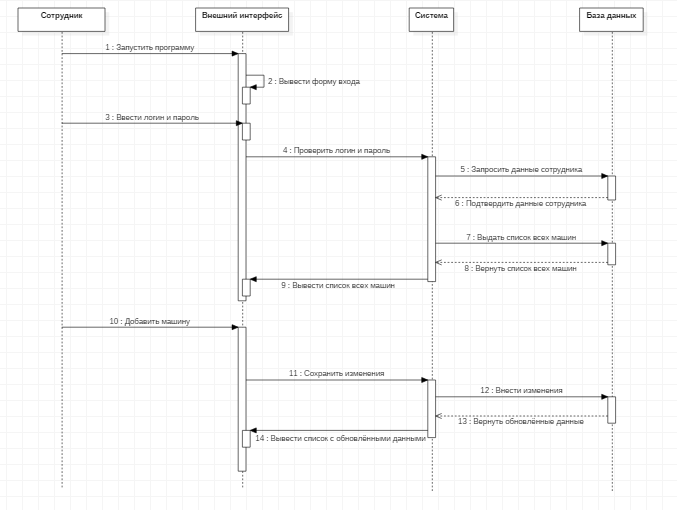 Сотрудник
Внешний интерфейс
Система
База данных
1 : Запустить программу
2 : Вывести форму входа
3 : Ввести логин и пароль
4 : Проверить логин и пароль
5 : Запросить данные сотрудника
6 : Подтвердить данные сотрудника
7 : Выдать список всех машин
8 : Вернуть список всех машин
9 : Вывести список всех машин
10 : Добавить машину
11 : Сохранить изменения
12 : Внести изменения
13 : Вернуть обновлённые данные
14 : Вывести список с обновлёнными данными